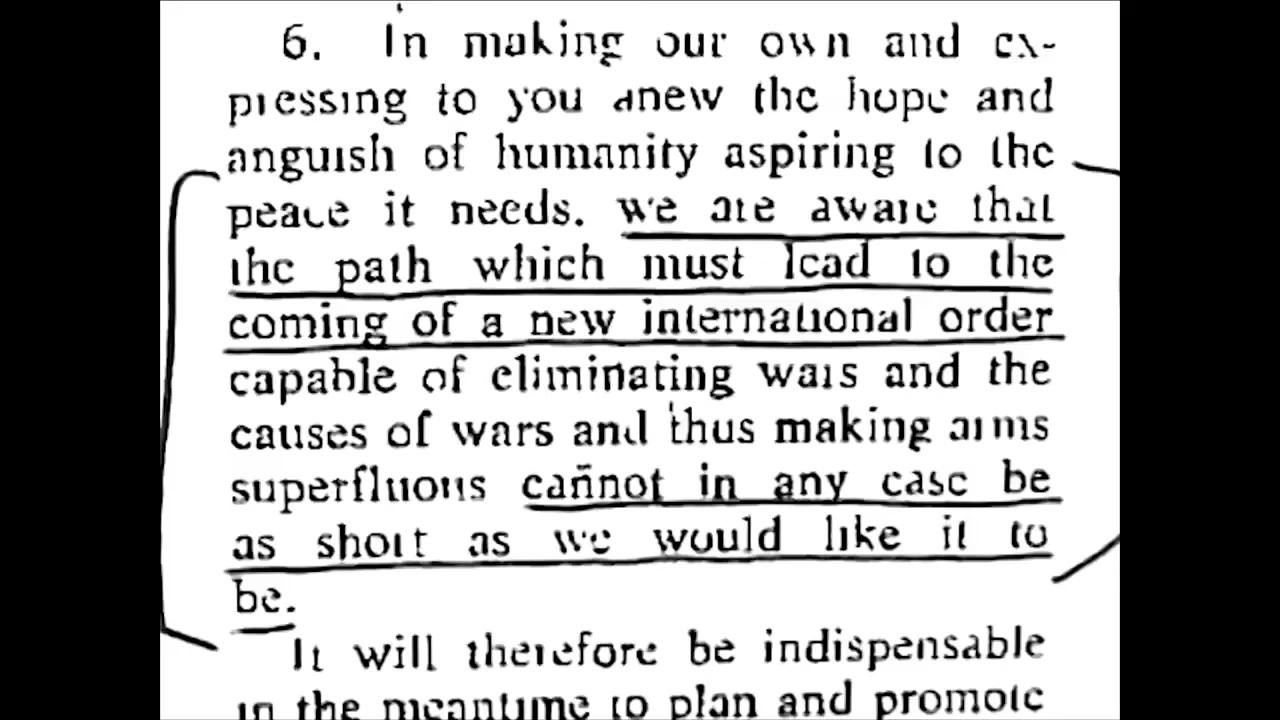 6. In making our own and ex-
pressing to you anew the hope and
anguish of humanity aspiring to the
peace it needs. we are aware that
the path which must lead to the
coming of a new international order
capable of eliminating wars and the
causes of wars and thus making arms
superfluous cannot in any case be
as short as we would like it to
be.
It will therefore be indispensable
in the meantime to plan and promote